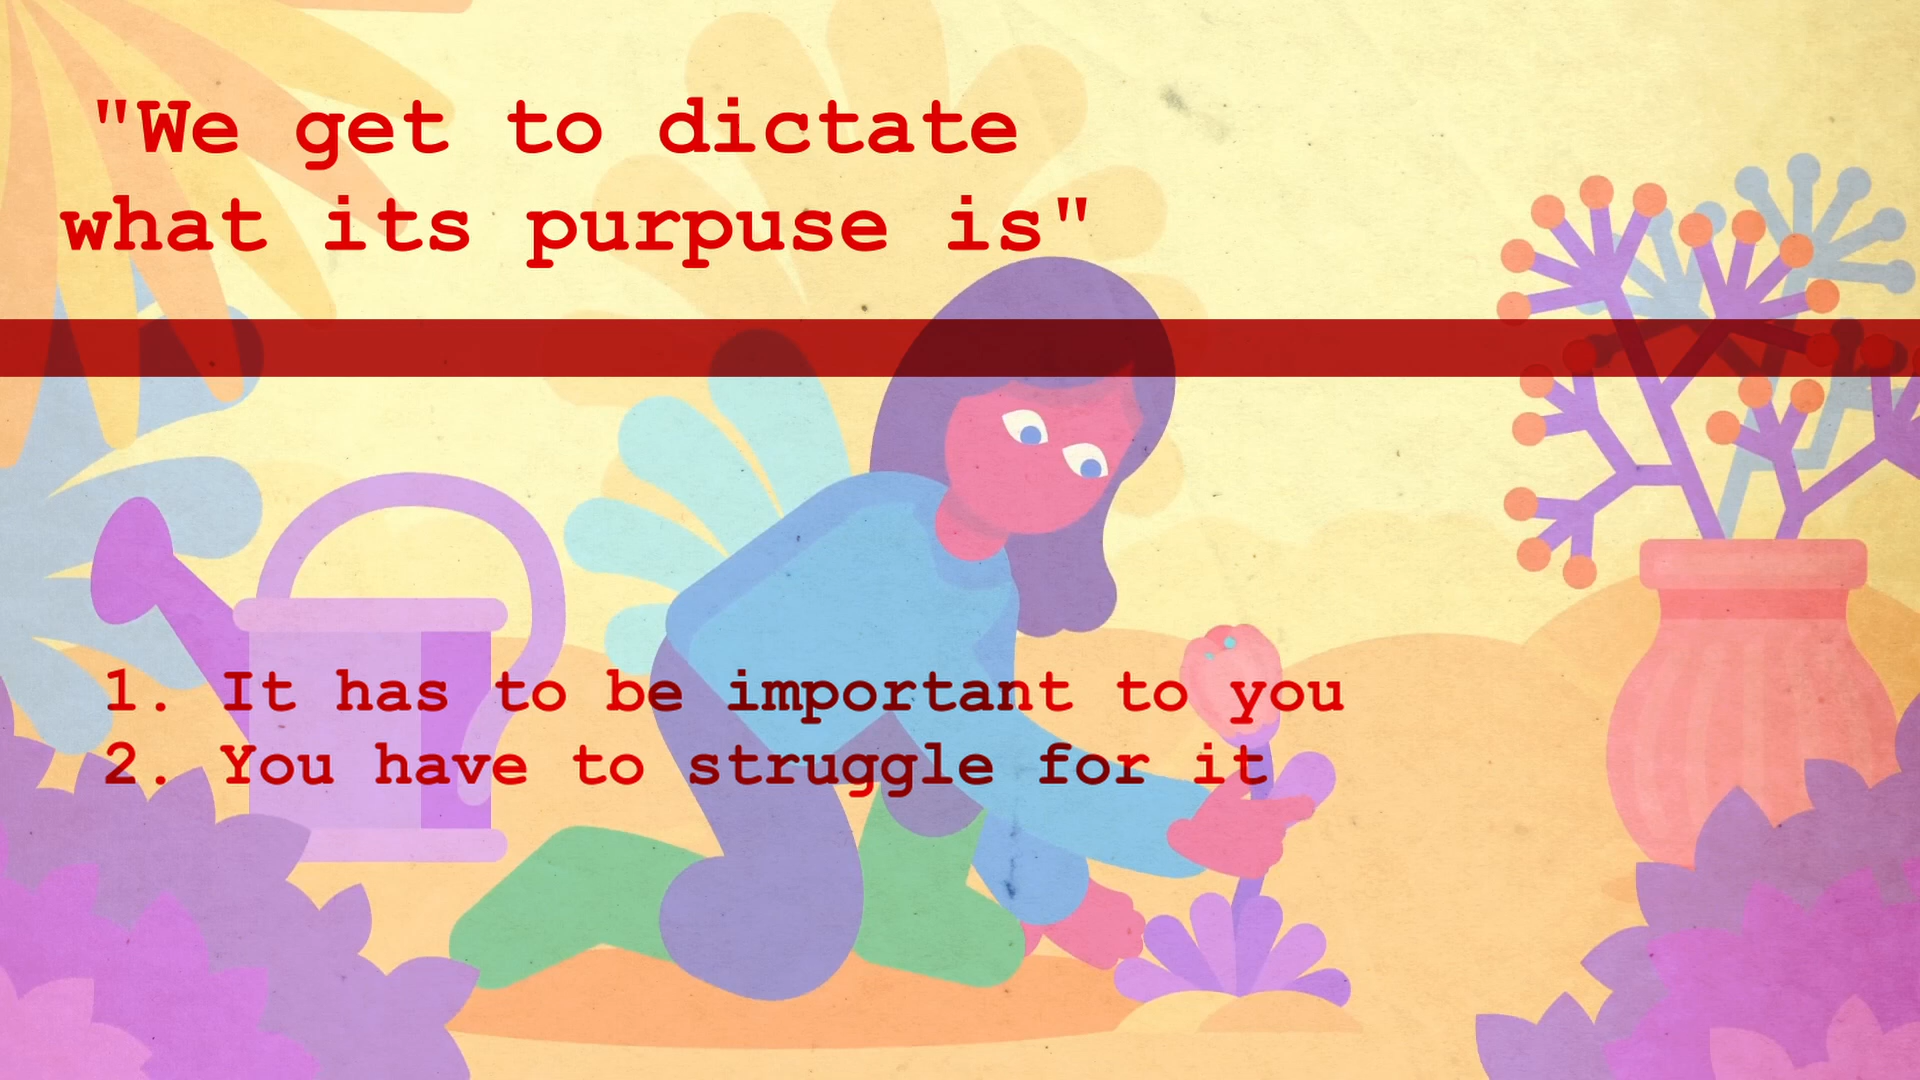 "We get to dictate
what its purpuse is"
1. It has to be important to you
2. You have to struggle for it